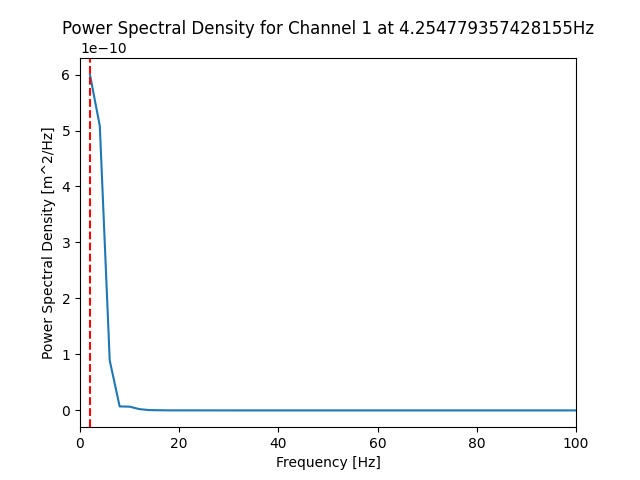 Power Spectral Density for Channel 1 at 4.254779357428155Hz
1e−10
6
5
4
3
2
1
0
Power Spectral Density [m^2/Hz]
0 20 40 60 80 100
Frequency [Hz]